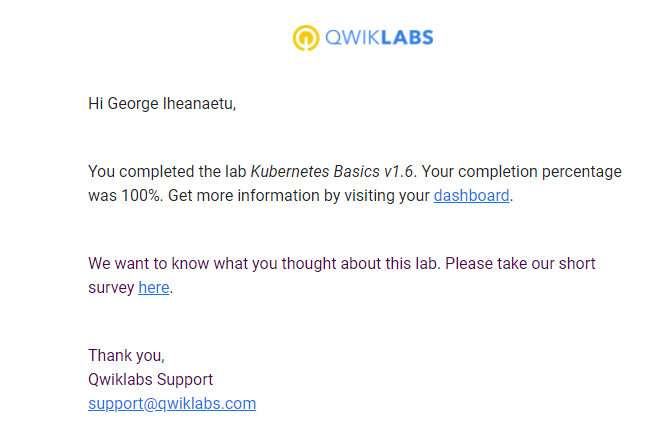 QWIKLABS
Hi George Iheanaetu,
You completed the lab Kubernetes Basics v1.6. Your completion percentage
was 100%. Get more information by visiting your dashboard.
We want to know what you thought about this lab. Please take our short
survey here.
Thank you,
Qwiklabs Support
support@qwiklabs.com